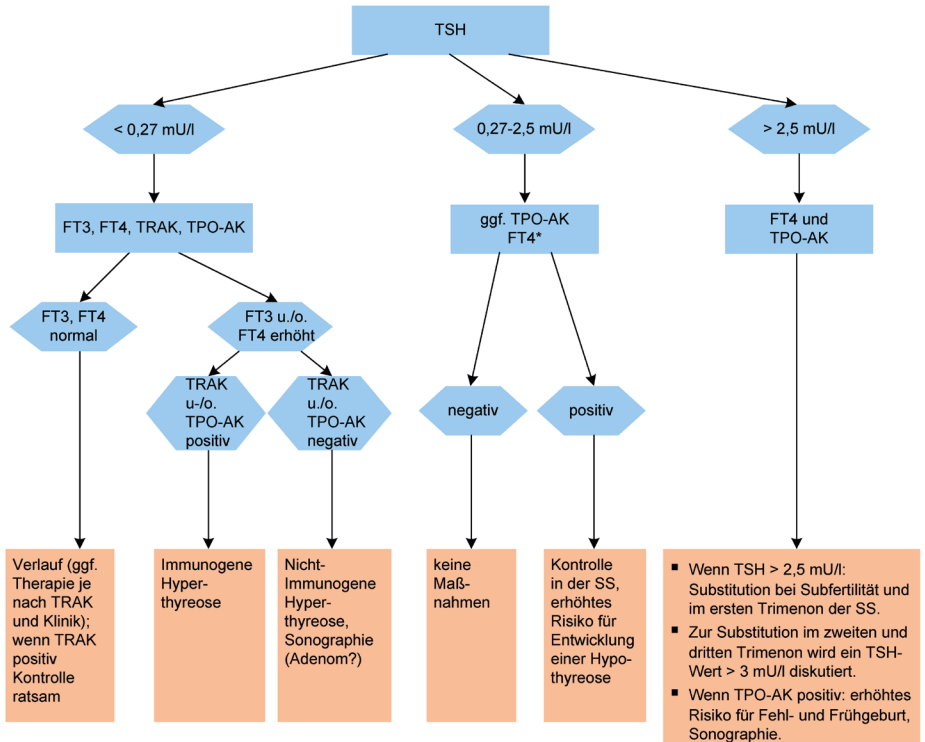 TSH
< 0,27 mU/l
0,27-2,5 mU/l
> 2,5 mU/l
FT3, FT4, TRAK, TPO-AK
ggf. TPO-AK
FT4*
FT4 und
TPO-AK
FT3, FT4
normal
FT3 u./o.
FT4 erhöht
TRAK
u-/o.
TPO-AK
positiv
TRAK
u./o.
TPO-AK
negativ
negativ
positiv
Verlauf (ggf.
Therapie je
nach TRAK
und Klinik);
wenn TRAK
positiv
Kontrolle
ratsam
Immunogene
Hyper-
thyreose
Nicht-
Immunogene
Hyper-
thyreose,
Sonographie
(Adenom?)
keine
Maß-
nahmen
Kontrolle
in der SS,
erhöhtes
Risiko für
Entwicklung
einer Hypo-
thyreose
▪ Wenn TSH > 2,5 mU/l:
Substitution bei Subfertilität und
im ersten Trimenon der SS.
▪ Zur Substitution im zweiten und
dritten Trimenon wird ein TSH-
Wert > 3 mU/l diskutiert.
▪ Wenn TPO-AK positiv: erhöhtes
Risiko für Fehl- und Frühgeburt,
Sonographie.